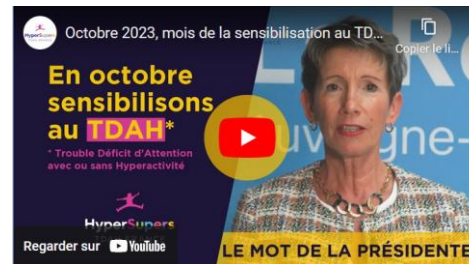 HyperSupers
Octobre 2023, mois de la sensibilisation au TD...
Copier le li...
En octobre
sensibilisons
au TDAH*
* Trouble Déficit d'Attention
avec ou sans Hyperactivité
HyperSupers
Regarder sur YouTube
LE MOT DE LA PRÉSIDENTE
uvergne-